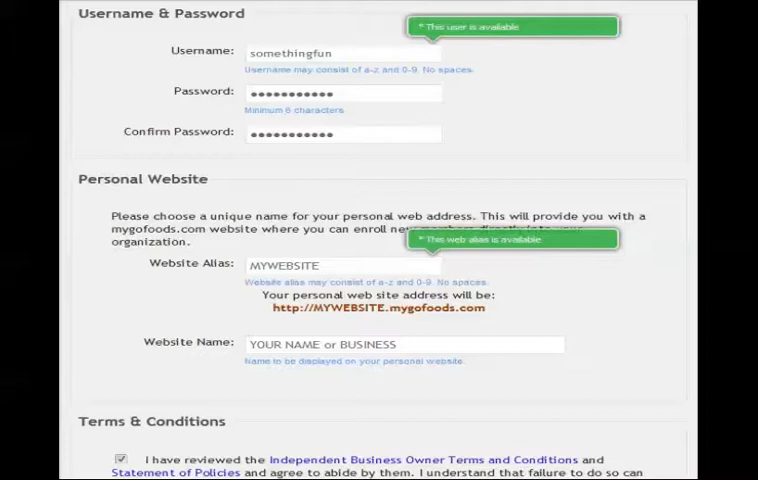 Username & Password
* This user is available
Username: somethingfun
Username may consist of a-z and 0-9. No spaces.
Password: ●●●●●●●●●●●
Minimum 6 characters
Confirm Password: ●●●●●●●●●●●
Personal Website
Please choose a unique name for your personal web address. This will provide you with a
mygofoods.com website where you can enroll new members directly into your
* This web alias is available
organization.
Website Alias: MYWEBSITE
Website alias may consist of a-z and 0-9. No spaces.
Your personal web site address will be:
http://MYWEBSITE.mygofoods.com
Website Name: YOUR NAME or BUSINESS
Name to be displayed on your personal website.
Terms & Conditions
I have reviewed the Independent Business Owner Terms and Conditions and
Statement of Policies and agree to abide by them. I understand that failure to do so can